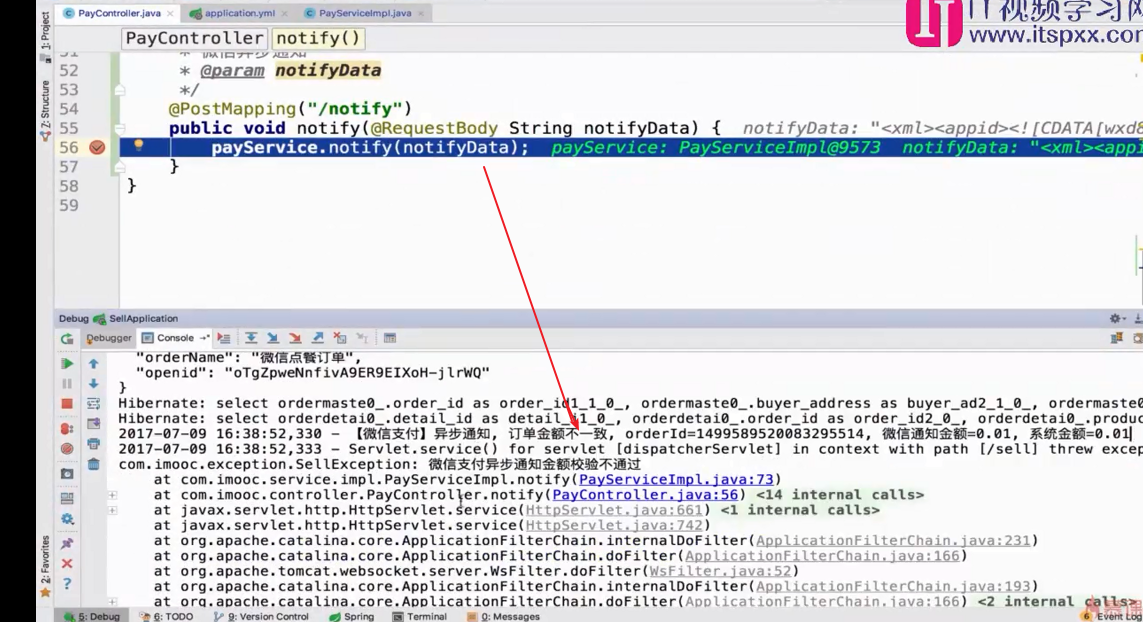 PayController.java × application.yml × PayServiceImpl.java ×
IT视频学习网
www.itspxx.com
1: Project
PayController notify()
51 * 微信异步通知
52 * @param notifyData
53 */
54 @PostMapping("/notify")
55 public void notify(@RequestBody String notifyData) { notifyData: "<xml><appid><![CDATA[wxd8
56 payService.notify(notifyData); payService: PayServiceImpl@9573 notifyData: "<xml><appi
57 }
58 }
59
7: Structure
Debug SellApplication
Debugger Console
"orderName": "微信点餐订单",
"openid": "oTgZpweNnfivA9ER9EIXoH-jlrWQ"
}
Hibernate: select ordermaste0_.order_id as order_id1_1_0_, ordermaste0_.buyer_address as buyer_ad2_1_0_, ordermaste0
Hibernate: select orderdetai0_.detail_id as detail_i1_0_, orderdetai0_.order_id as order_id2_0_, orderdetai0_.produc
2017-07-09 16:38:52,330 - 【微信支付】异步通知, 订单金额不一致, orderId=1499589520083295514, 微信通知金额=0.01, 系统金额=0.01
2017-07-09 16:38:52,333 - Servlet.service() for servlet [dispatcherServlet] in context with path [/sell] threw excep
com.imooc.exception.SellException: 微信支付异步通知金额校验不通过
at com.imooc.service.impl.PayServiceImpl.notify(PayServiceImpl.java:73)
at com.imooc.controller.PayController.notify(PayController.java:56) <14 internal calls>
at javax.servlet.http.HttpServlet.service(HttpServlet.java:661) <1 internal calls>
at javax.servlet.http.HttpServlet.service(HttpServlet.java:742)
at org.apache.catalina.core.ApplicationFilterChain.internalDoFilter(ApplicationFilterChain.java:231)
at org.apache.catalina.core.ApplicationFilterChain.doFilter(ApplicationFilterChain.java:166)
at org.apache.tomcat.websocket.server.WsFilter.doFilter(WsFilter.java:52)
at org.apache.catalina.core.ApplicationFilterChain.internalDoFilter(ApplicationFilterChain.java:193)
at org.apache.catalina.core.ApplicationFilterChain.doFilter(ApplicationFilterChain.java:166) <2 internal calls>
2: Favorites
5: Debug 6: TODO 9: Version Control Spring Terminal 0: Messages 6 Event Log